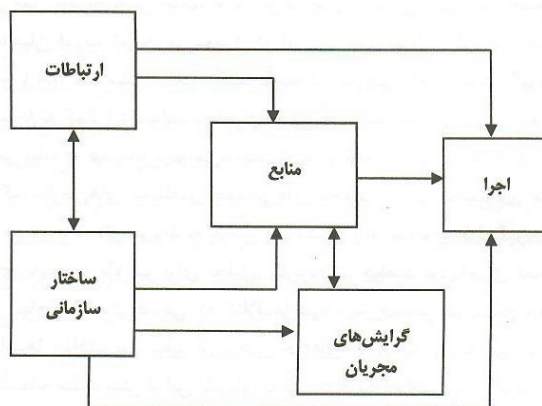 ارتباطات
منابع
اجرا
ساختار
سازمانی
گرایش‌های
مجریان